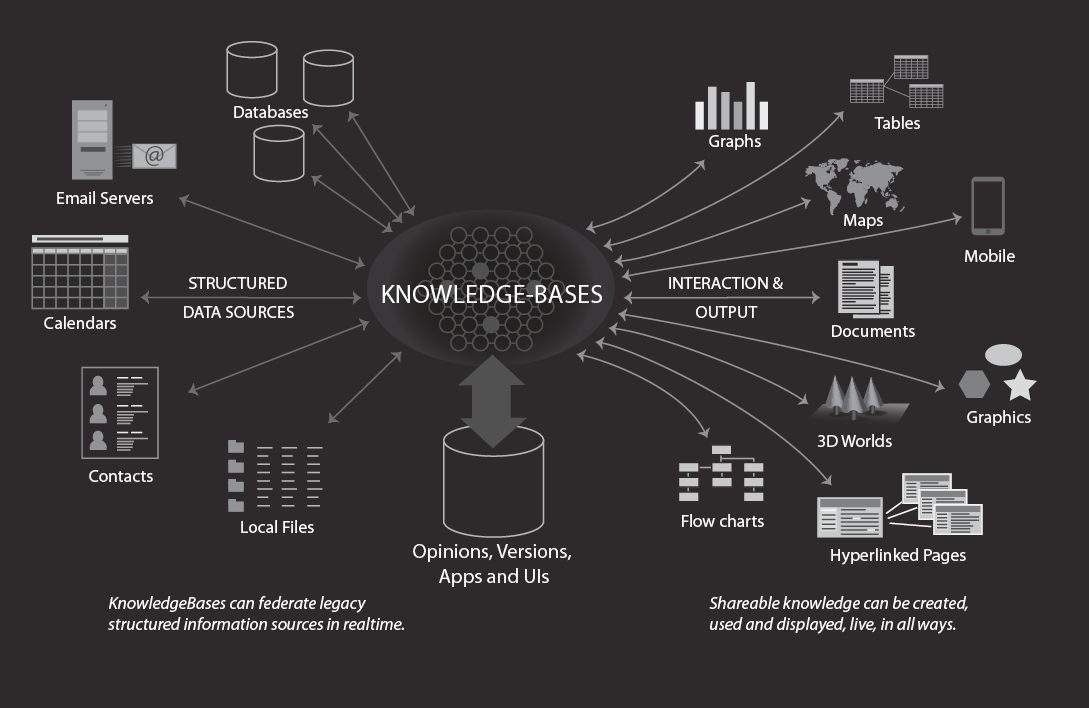 Databases
Email Servers
@
Calendars
STRUCTURED
DATA SOURCES
Contacts
Local Files
KNOWLEDGE-BASES
Opinions, Versions,
Apps and UIs
Graphs
Tables
Maps
Mobile
INTERACTION &
OUTPUT
Documents
Graphics
3D Worlds
Flow charts
Hyperlinked Pages
KnowledgeBases can federate legacy
structured information sources in realtime.
Shareable knowledge can be created,
used and displayed, live, in all ways.